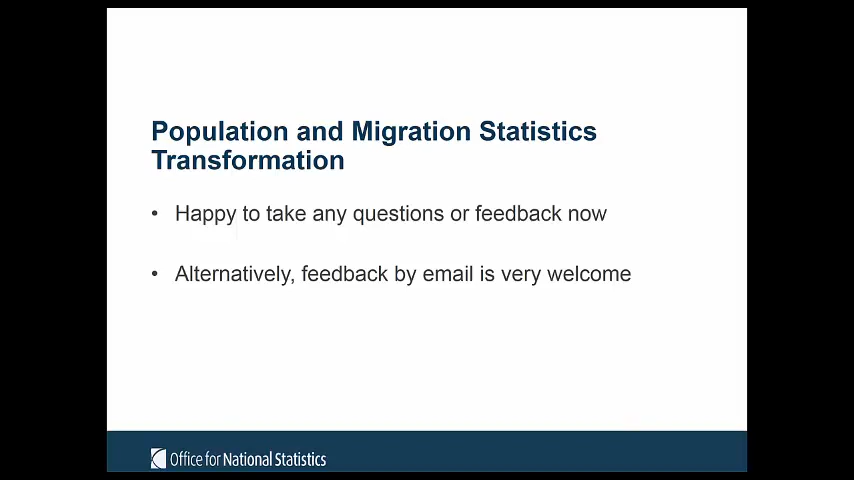 Population and Migration Statistics
Transformation
• Happy to take any questions or feedback now
• Alternatively, feedback by email is very welcome
Office for National Statistics